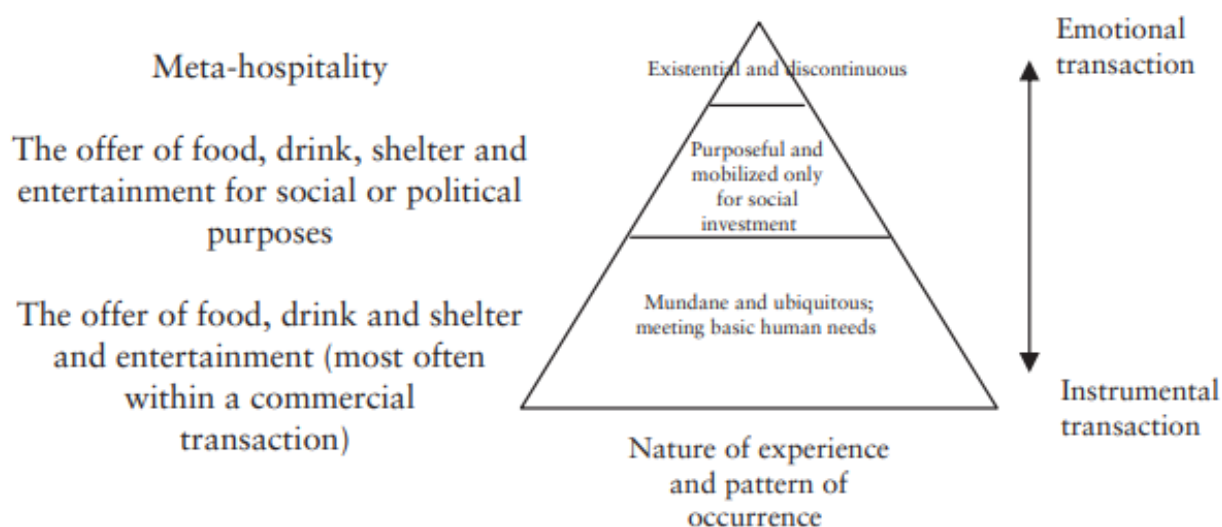 Meta-hospitality
The offer of food, drink, shelter and
entertainment for social or political
purposes
The offer of food, drink and shelter
and entertainment (most often
within a commercial
transaction)
Existential and discontinuous
Purposeful and
mobilized only
for social
investment
Mundane and ubiquitous;
meeting basic human needs
Nature of experience
and pattern of
occurrence
Emotional
transaction
Instrumental
transaction